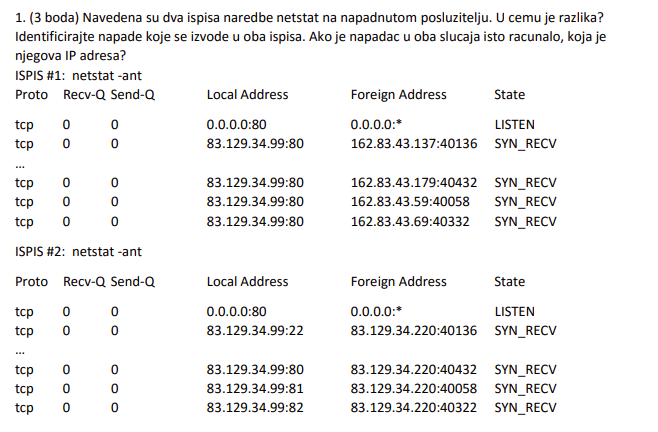 1. (3 boda) Navedena su dva ispisa naredbe netstat na napadnutom posluzitelju. U cemu je razlika?
Identificirajte napade koje se izvode u oba ispisa. Ako je napadac u oba slucaja isto racunalo, koja je
njegova IP adresa?
ISPIS #1: netstat -ant
Proto Recv-Q Send-Q Local Address Foreign Address State
tcp 0 0 0.0.0.0:80 0.0.0.0:* LISTEN
tcp 0 0 83.129.34.99:80 162.83.43.137:40136 SYN_RECV
...
tcp 0 0 83.129.34.99:80 162.83.43.179:40432 SYN_RECV
tcp 0 0 83.129.34.99:80 162.83.43.59:40058 SYN_RECV
tcp 0 0 83.129.34.99:80 162.83.43.69:40332 SYN_RECV
ISPIS #2: netstat -ant
Proto Recv-Q Send-Q Local Address Foreign Address State
tcp 0 0 0.0.0.0:80 0.0.0.0:* LISTEN
tcp 0 0 83.129.34.99:22 83.129.34.220:40136 SYN_RECV
...
tcp 0 0 83.129.34.99:80 83.129.34.220:40432 SYN_RECV
tcp 0 0 83.129.34.99:81 83.129.34.220:40058 SYN_RECV
tcp 0 0 83.129.34.99:82 83.129.34.220:40322 SYN_RECV